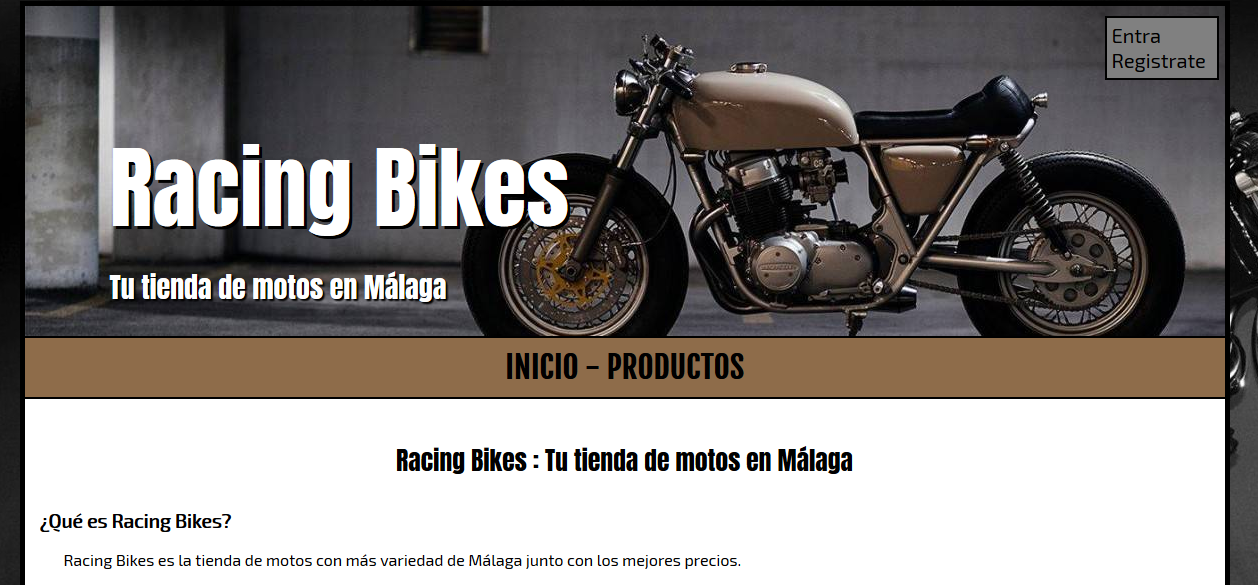 Entra
Registrate
Racing Bikes
Tu tienda de motos en Málaga
INICIO – PRODUCTOS
Racing Bikes : Tu tienda de motos en Málaga
¿Qué es Racing Bikes?
Racing Bikes es la tienda de motos con más variedad de Málaga junto con los mejores precios.